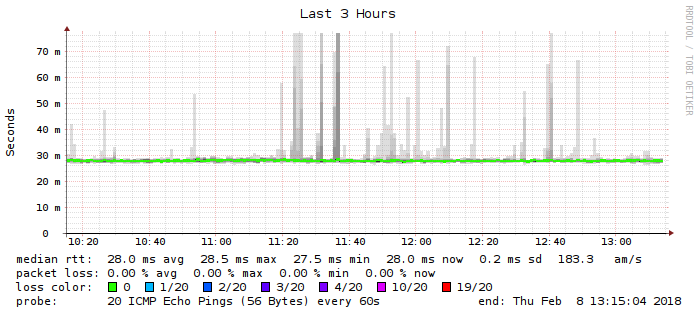 Last 3 Hours
RRDTOOL / TOBI OETIKER
Seconds
70 m
60 m
50 m
40 m
30 m
20 m
10 m
0
10:20 10:40 11:00 11:20 11:40 12:00 12:20 12:40 13:00
median rtt: 28.0 ms avg 28.5 ms max 27.5 ms min 28.0 ms now 0.2 ms sd 183.3 am/s
packet loss: 0.00 % avg 0.00 % max 0.00 % min 0.00 % now
loss color: 0 1/20 2/20 3/20 4/20 10/20 19/20
probe: 20 ICMP Echo Pings (56 Bytes) every 60s end: Thu Feb 8 13:15:04 2018